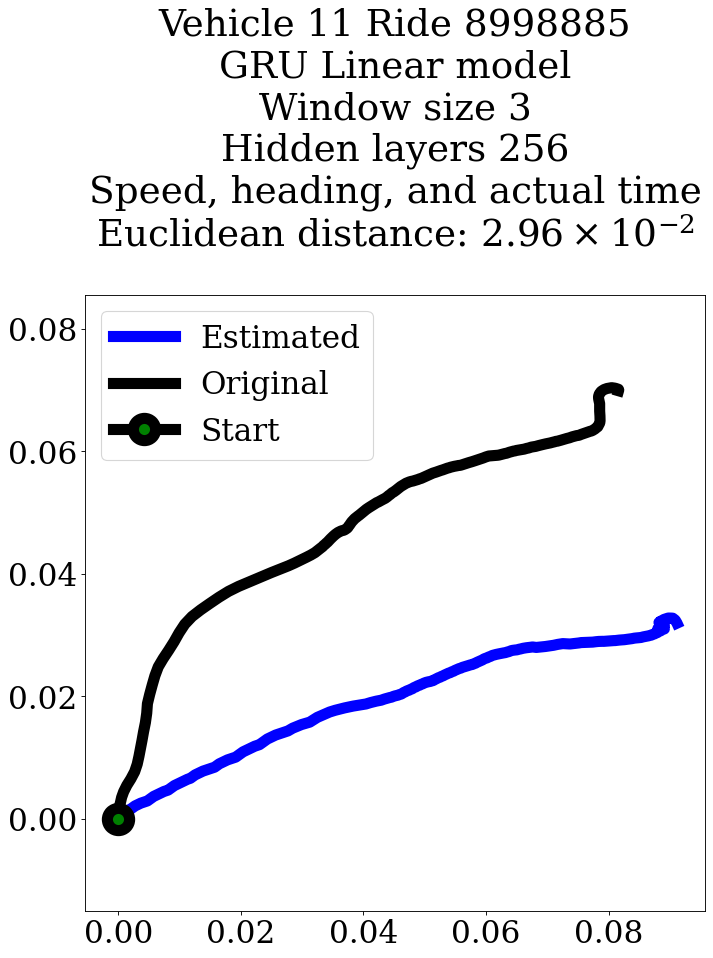 Vehicle 11 Ride 8998885
GRU Linear model
Window size 3
Hidden layers 256
Speed, heading, and actual time
Euclidean distance: 2.96 × 10⁻²
Estimated
Original
Start
0.08
0.06
0.04
0.02
0.00
0.00 0.02 0.04 0.06 0.08